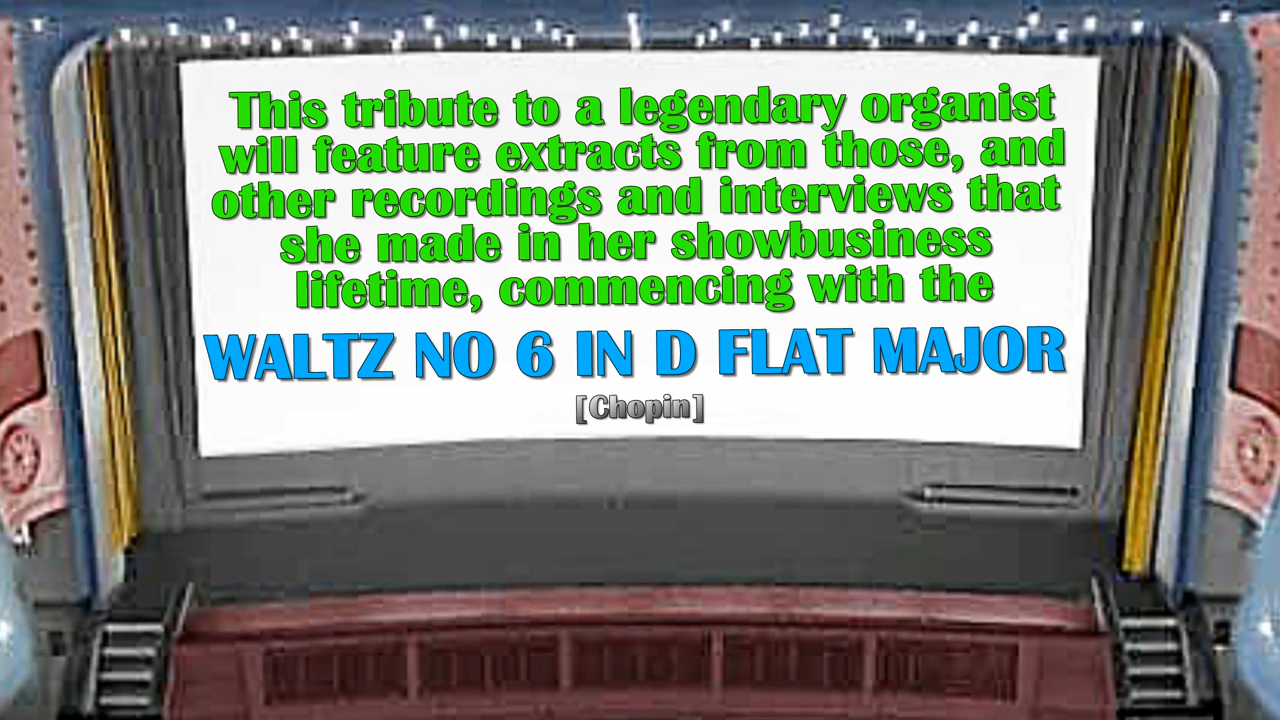 This tribute to a legendary organist
will feature extracts from those, and
other recordings and interviews that
she made in her showbusiness
lifetime, commencing with the
WALTZ NO 6 IN D FLAT MAJOR
[Chopin]